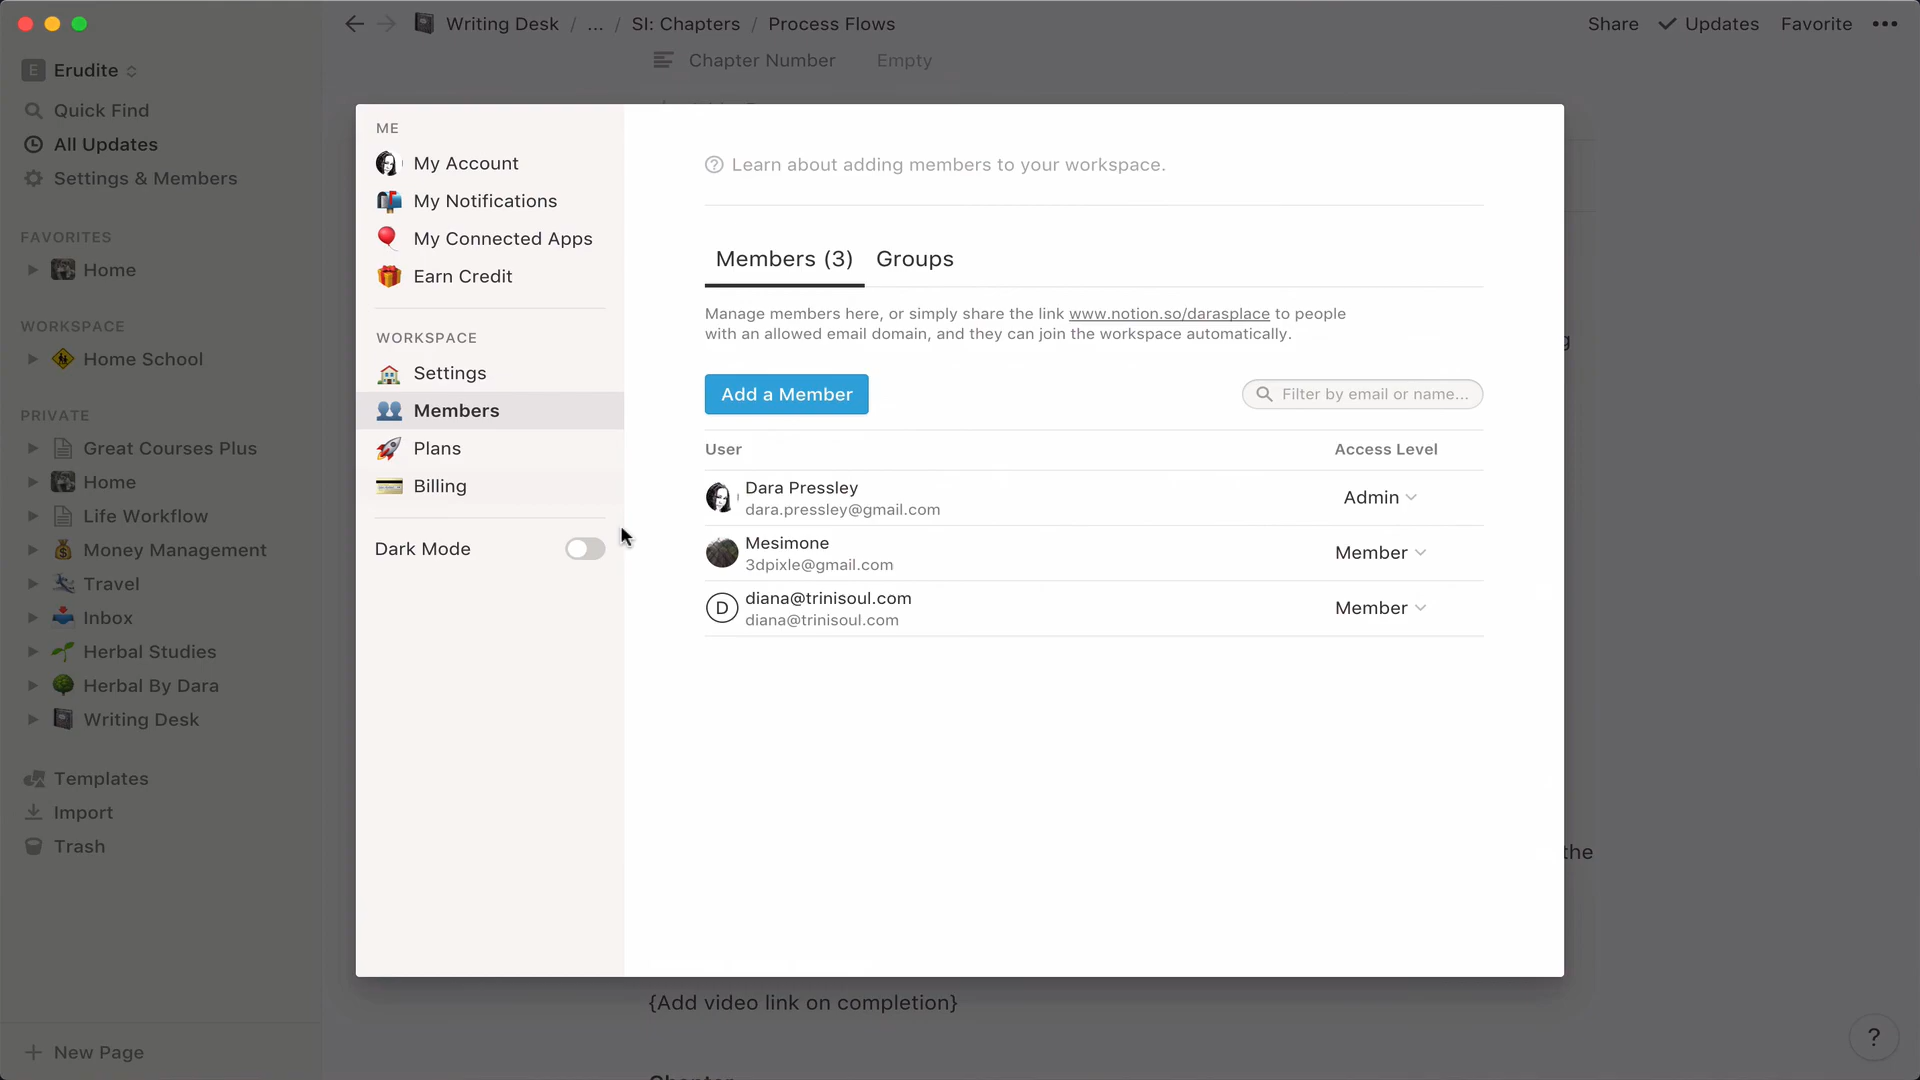 Writing Desk / ... / SI: Chapters / Process Flows
Share
Updates
Favorite
E Erudite
Quick Find
All Updates
Settings & Members
FAVORITES
Home
WORKSPACE
Home School
PRIVATE
Great Courses Plus
Home
Life Workflow
Money Management
Travel
Inbox
Herbal Studies
Herbal By Dara
Writing Desk
Templates
Import
Trash
New Page
Chapter Number Empty
ME
My Account
My Notifications
My Connected Apps
Earn Credit
WORKSPACE
Settings
Members
Plans
Billing
Dark Mode
Learn about adding members to your workspace.
Members (3) Groups
Manage members here, or simply share the link www.notion.so/darasplace to people
with an allowed email domain, and they can join the workspace automatically.
Add a Member
Filter by email or name...
User Access Level
Dara Pressley
dara.pressley@gmail.com
Admin
Mesimone
3dpixle@gmail.com
Member
D
diana@trinisoul.com
diana@trinisoul.com
Member
g
the
{Add video link on completion}
?